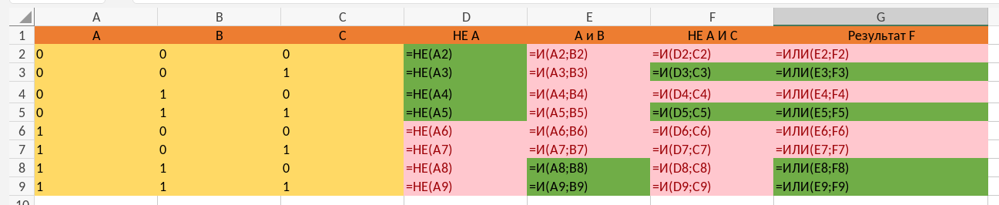 A B C D E F G
1 A B C НЕ А А и В НЕ А И С Результат F
2 0 0 0 =НЕ(A2) =И(A2;B2) =И(D2;C2) =ИЛИ(E2;F2)
3 0 0 1 =НЕ(A3) =И(A3;B3) =И(D3;C3) =ИЛИ(E3;F3)
4 0 1 0 =НЕ(A4) =И(A4;B4) =И(D4;C4) =ИЛИ(E4;F4)
5 0 1 1 =НЕ(A5) =И(A5;B5) =И(D5;C5) =ИЛИ(E5;F5)
6 1 0 0 =НЕ(A6) =И(A6;B6) =И(D6;C6) =ИЛИ(E6;F6)
7 1 0 1 =НЕ(A7) =И(A7;B7) =И(D7;C7) =ИЛИ(E7;F7)
8 1 1 0 =НЕ(A8) =И(A8;B8) =И(D8;C8) =ИЛИ(E8;F8)
9 1 1 1 =НЕ(A9) =И(A9;B9) =И(D9;C9) =ИЛИ(E9;F9)
10